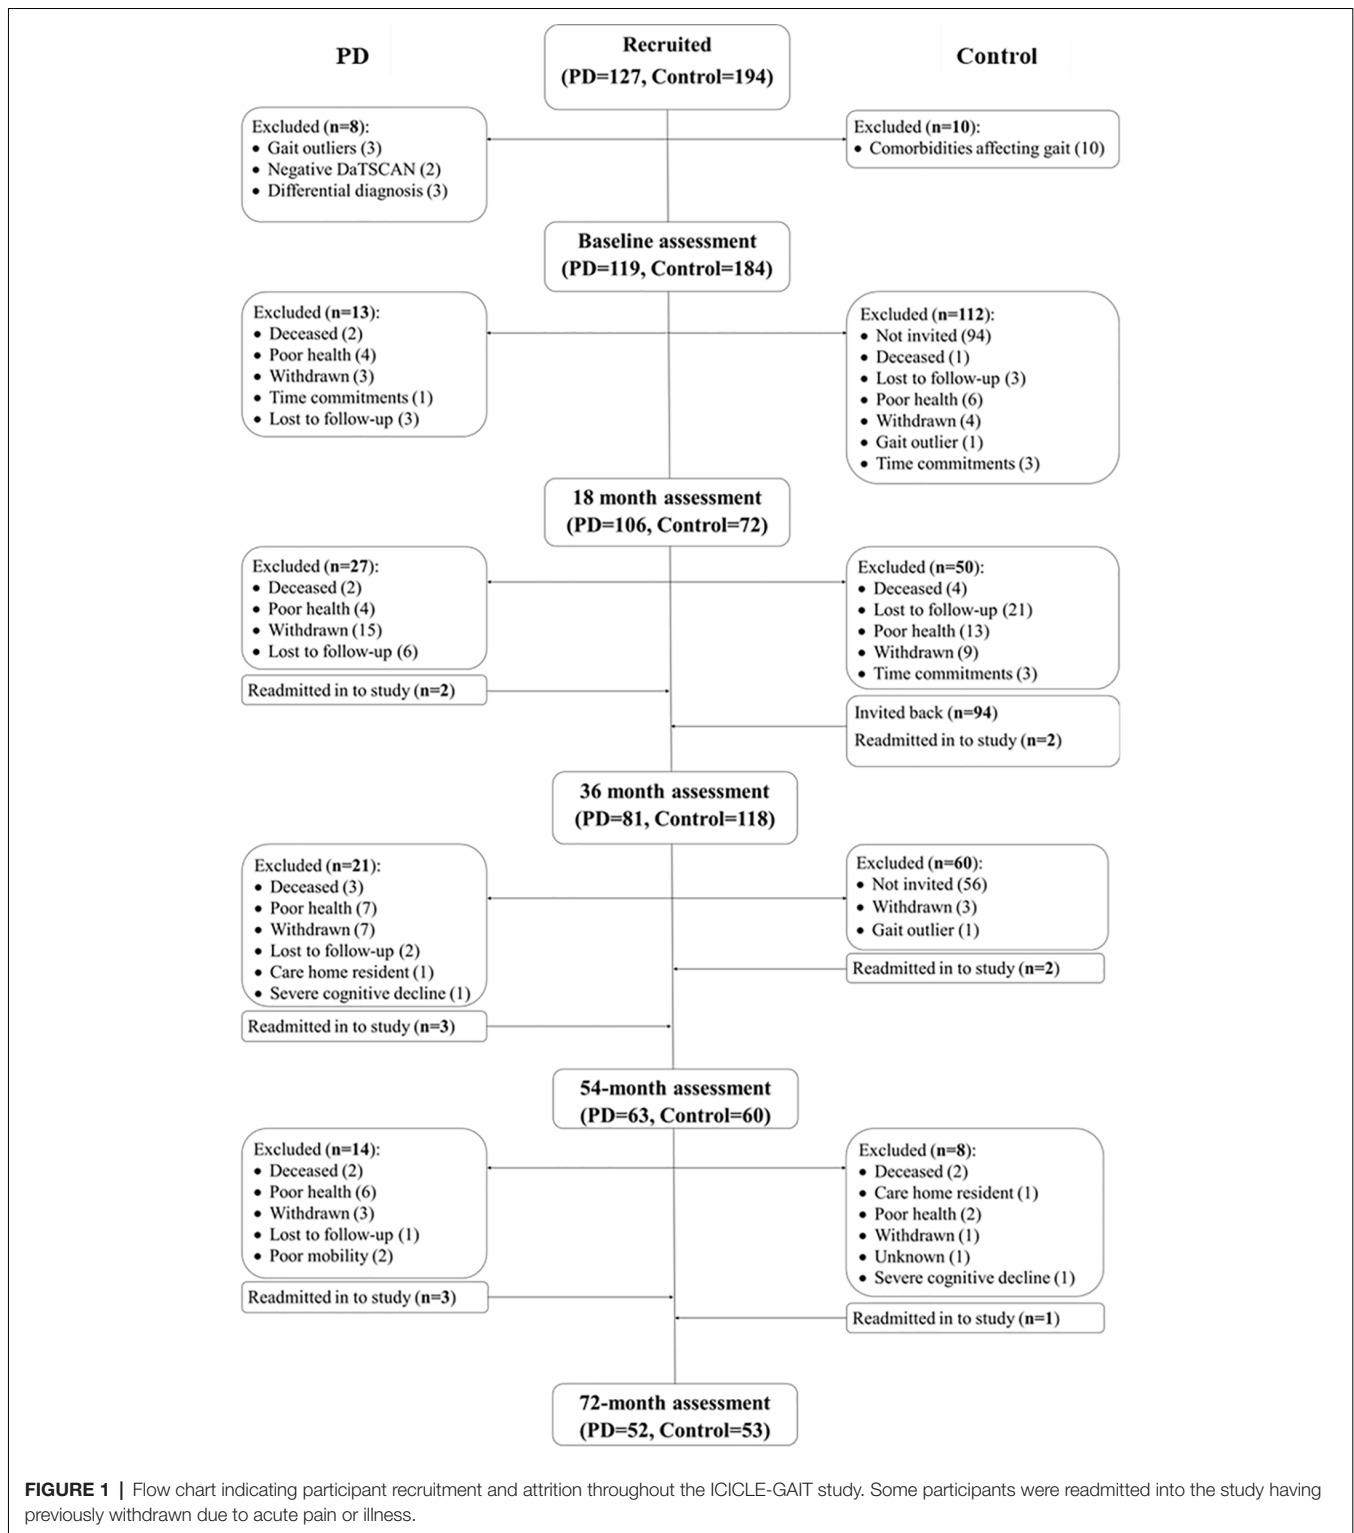 PD
Recruited
(PD=127, Control=194)
Control
Excluded (n=8):
• Gait outliers (3)
• Negative DaTSCAN (2)
• Differential diagnosis (3)
Excluded (n=10):
• Comorbidities affecting gait (10)
Baseline assessment
(PD=119, Control=184)
Excluded (n=13):
• Deceased (2)
• Poor health (4)
• Withdrawn (3)
• Time commitments (1)
• Lost to follow-up (3)
Excluded (n=112):
• Not invited (94)
• Deceased (1)
• Lost to follow-up (3)
• Poor health (6)
• Withdrawn (4)
• Gait outlier (1)
• Time commitments (3)
18 month assessment
(PD=106, Control=72)
Excluded (n=27):
• Deceased (2)
• Poor health (4)
• Withdrawn (15)
• Lost to follow-up (6)
Readmitted in to study (n=2)
Excluded (n=50):
• Deceased (4)
• Lost to follow-up (21)
• Poor health (13)
• Withdrawn (9)
• Time commitments (3)
Invited back (n=94)
Readmitted in to study (n=2)
36 month assessment
(PD=81, Control=118)
Excluded (n=21):
• Deceased (3)
• Poor health (7)
• Withdrawn (7)
• Lost to follow-up (2)
• Care home resident (1)
• Severe cognitive decline (1)
Readmitted in to study (n=3)
Excluded (n=60):
• Not invited (56)
• Withdrawn (3)
• Gait outlier (1)
Readmitted in to study (n=2)
54-month assessment
(PD=63, Control=60)
Excluded (n=14):
• Deceased (2)
• Poor health (6)
• Withdrawn (3)
• Lost to follow-up (1)
• Poor mobility (2)
Readmitted in to study (n=3)
Excluded (n=8):
• Deceased (2)
• Care home resident (1)
• Poor health (2)
• Withdrawn (1)
• Unknown (1)
• Severe cognitive decline (1)
Readmitted in to study (n=1)
72-month assessment
(PD=52, Control=53)
FIGURE 1 | Flow chart indicating participant recruitment and attrition throughout the ICICLE-GAIT study. Some participants were readmitted into the study having
previously withdrawn due to acute pain or illness.